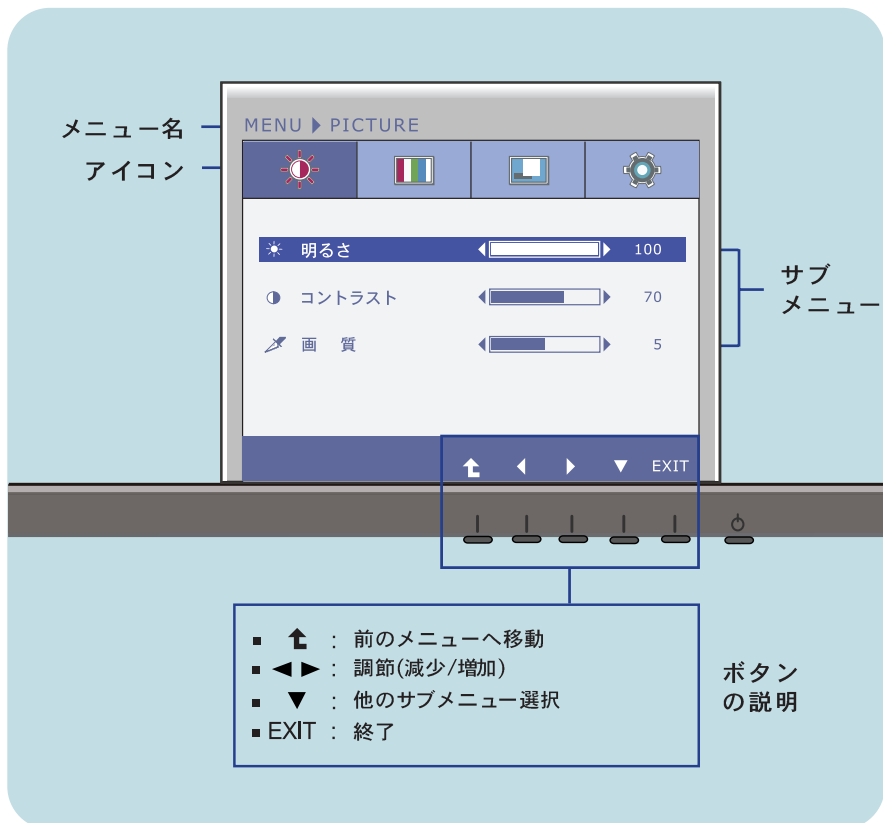 メニュー名
アイコン
MENU ▶ PICTURE
明るさ 100
コントラスト 70
画 質 5
サブ
メニュー
EXIT
: 前のメニューへ移動
◀ ▶ : 調節(減少/増加)
▼ : 他のサブメニュー選択
EXIT : 終了
ボタン
の説明